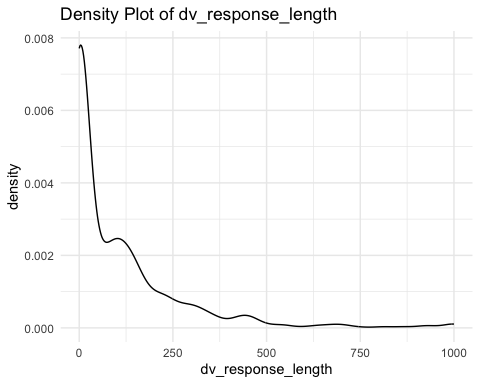 Density Plot of dv_response_length
0.008
0.006
0.004
0.002
0.000
density
0 250 500 750 1000
dv_response_length